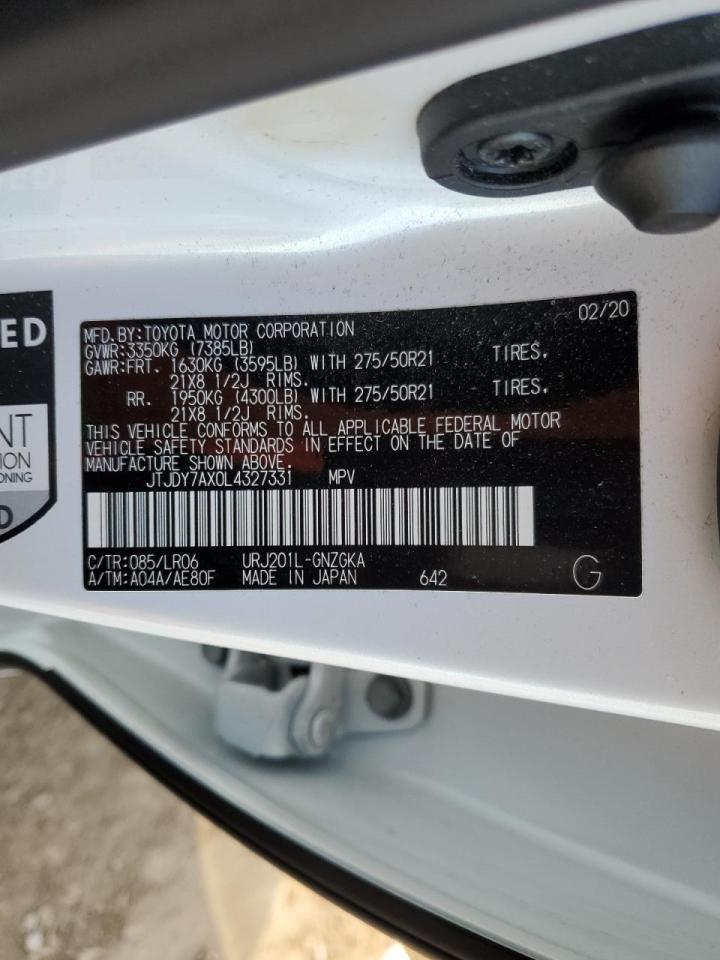 02/20
MFD.BY:TOYOTA MOTOR CORPORATION
GVWR:3350KG (7385LB)
GAWR:FRT. 1630KG (3595LB) WITH 275/50R21 TIRES.
21X8 1/2J RIMS.
RR. 1950KG (4300LB) WITH 275/50R21 TIRES.
21X8 1/2J RIMS.
THIS VEHICLE CONFORMS TO ALL APPLICABLE FEDERAL MOTOR
VEHICLE SAFETY STANDARDS IN EFFECT ON THE DATE OF
MANUFACTURE SHOWN ABOVE.
JTJDY7AX0L4327331 MPV
C/TR:085/LR06 URJ201L-GNZGKA
A/TM:A04A/AE80F MADE IN JAPAN 642 G
ED
NT
TION
CONING
D